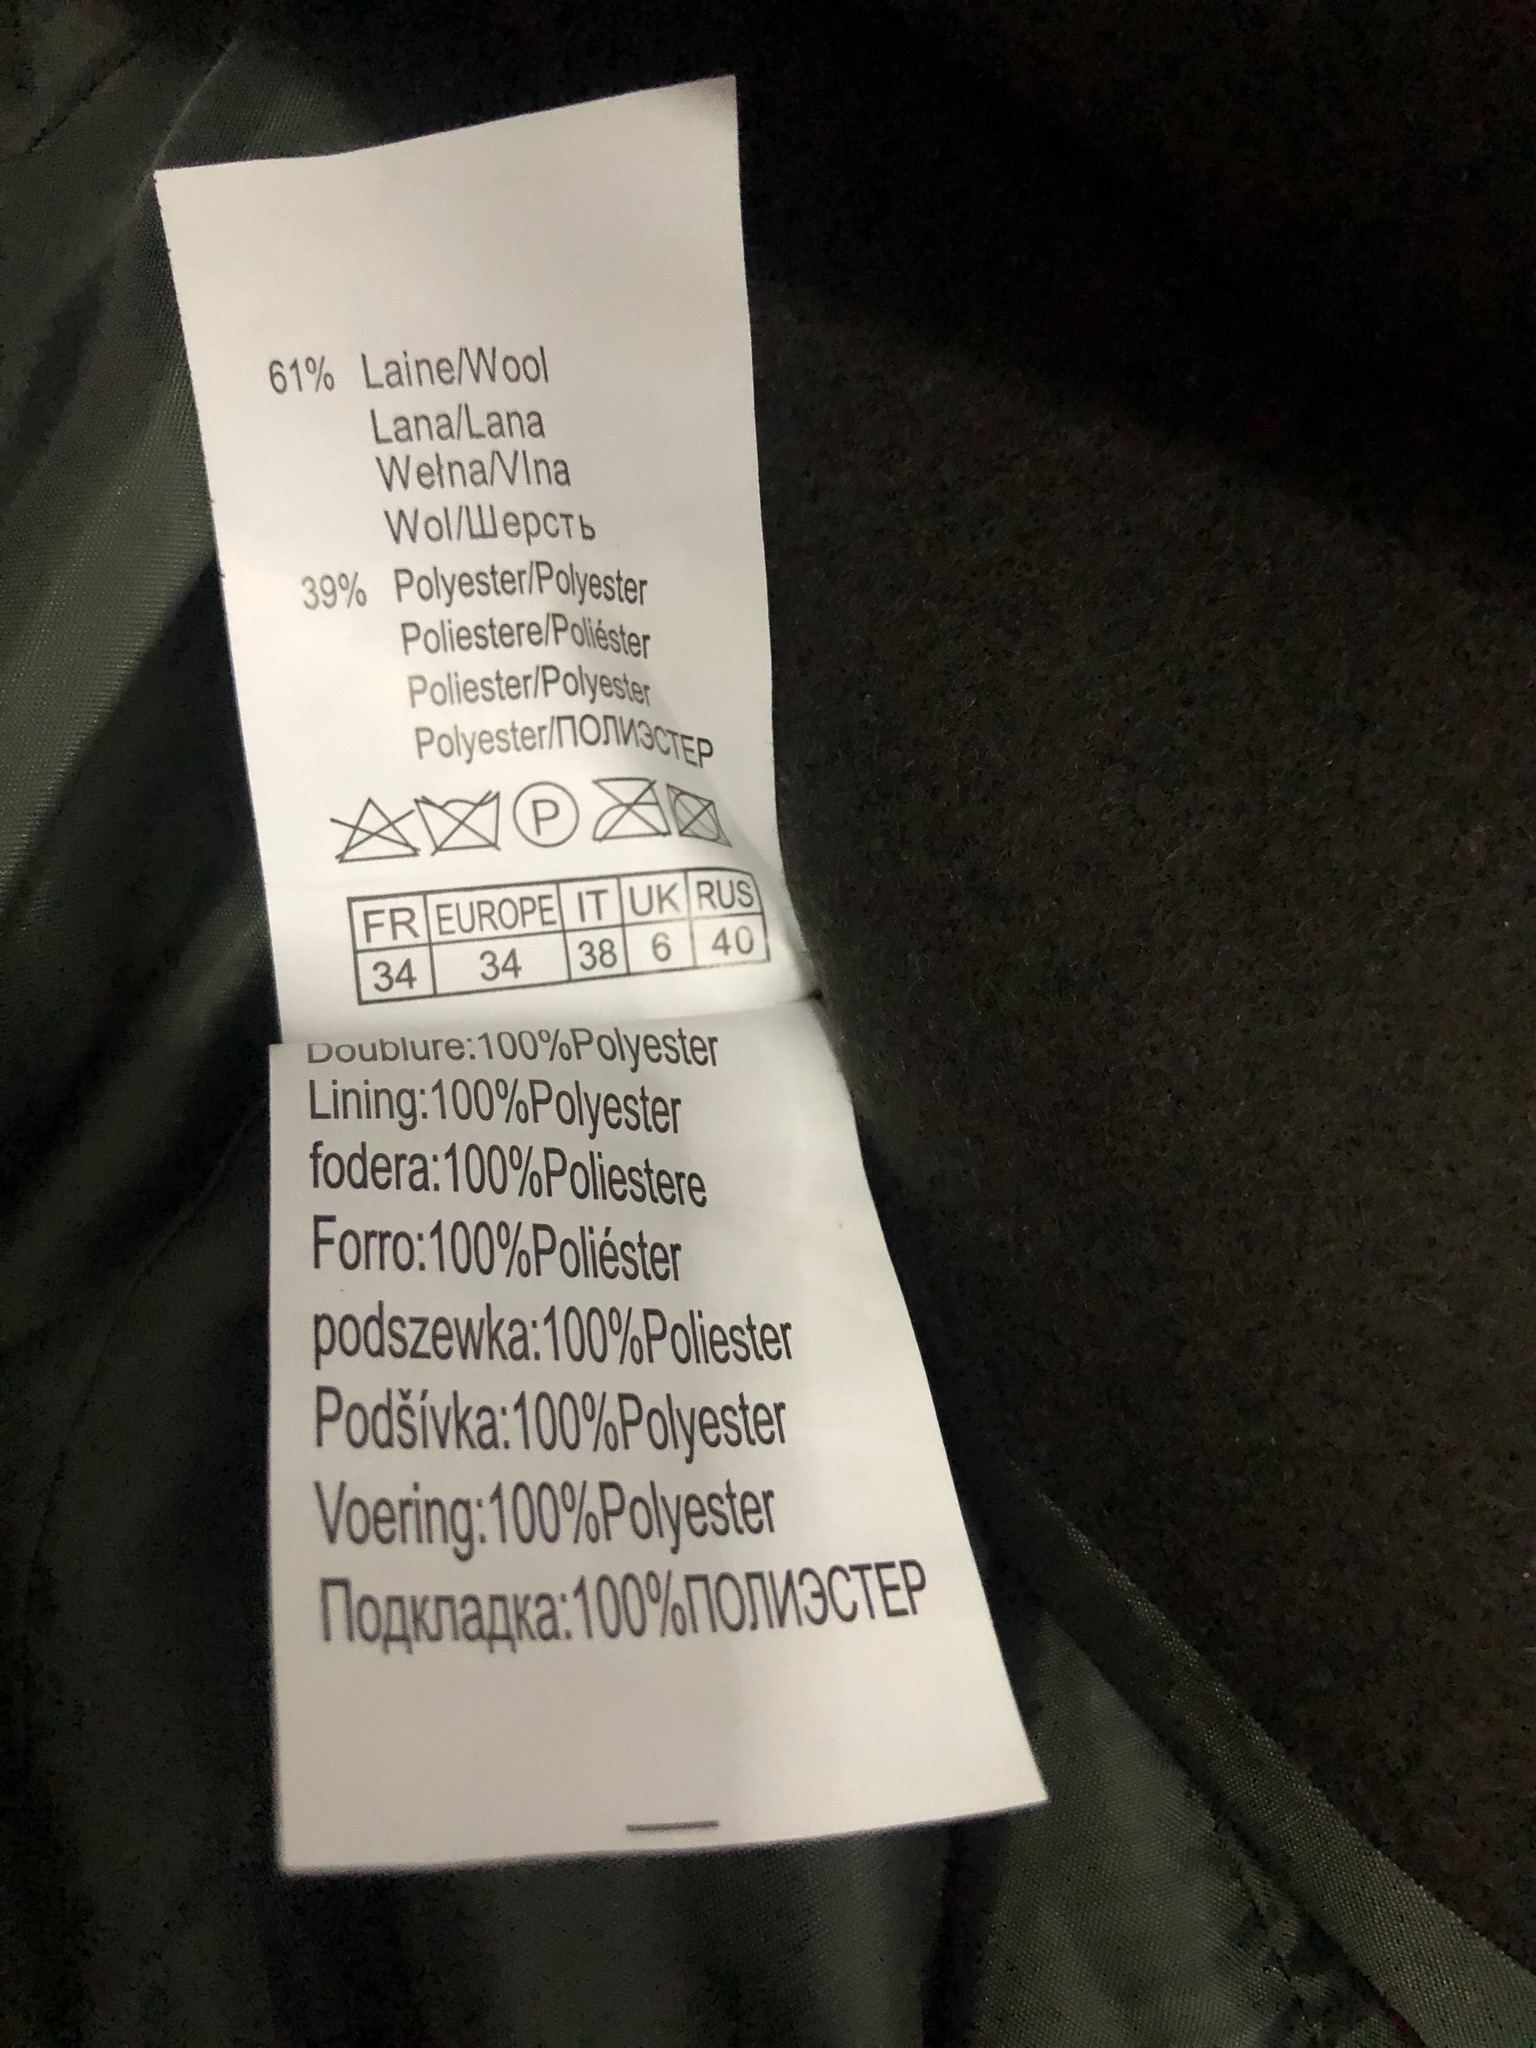 61% Laine/Wool
Lana/Lana
Wełna/Vlna
Wol/Шерсть
39% Polyester/Polyester
Poliestere/Poliéster
Poliester/Polyester
Polyester/ПОЛИЭСТЕР
P
FR EUROPE IT UK RUS
34 34 38 6 40
Doublure:100%Polyester
Lining:100%Polyester
fodera:100%Poliestere
Forro:100%Poliéster
podszewka:100%Poliester
Podšívka:100%Polyester
Voering:100%Polyester
Подкладка:100%ПОЛИЭСТЕР